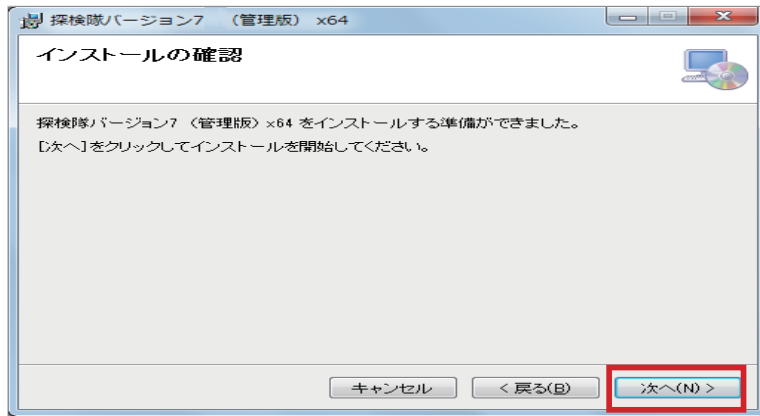 探検隊バージョン7 （管理版） x64
インストールの確認
探検隊バージョン7 （管理版） x64 をインストールする準備ができました。
[次へ]をクリックしてインストールを開始してください。
キャンセル
< 戻る(B)
次へ(N) >